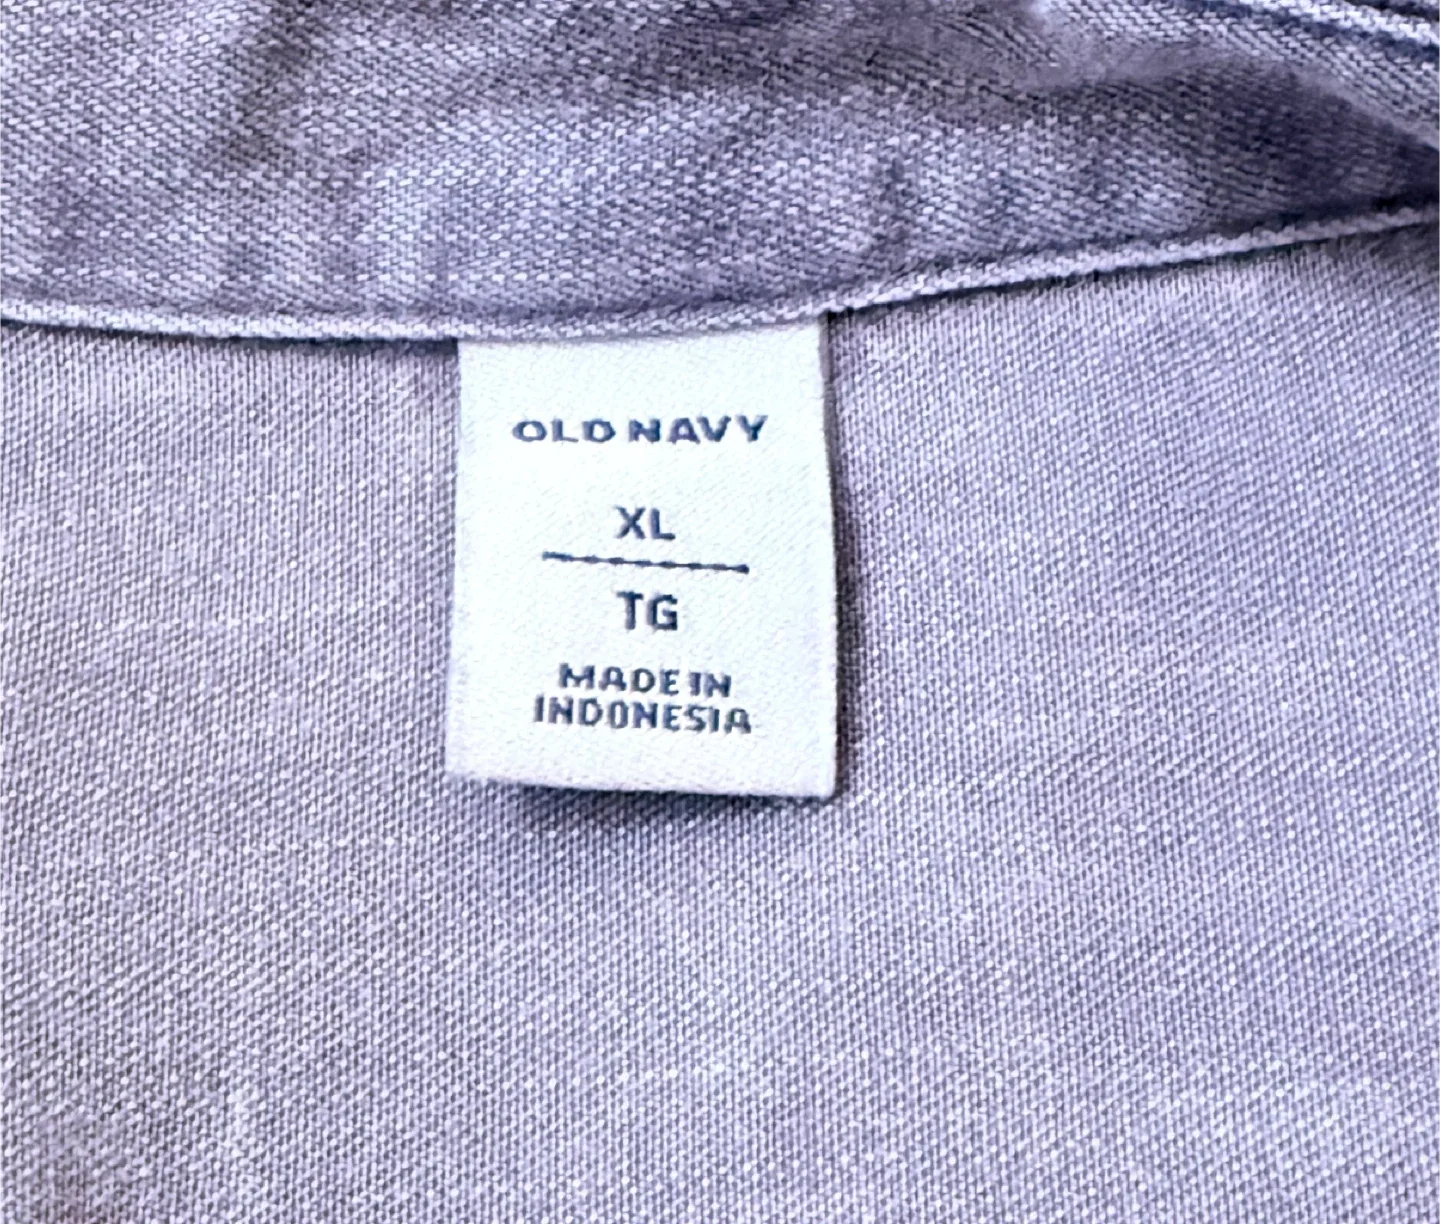 OLD NAVY
XL
TG
MADE IN
INDONESIA